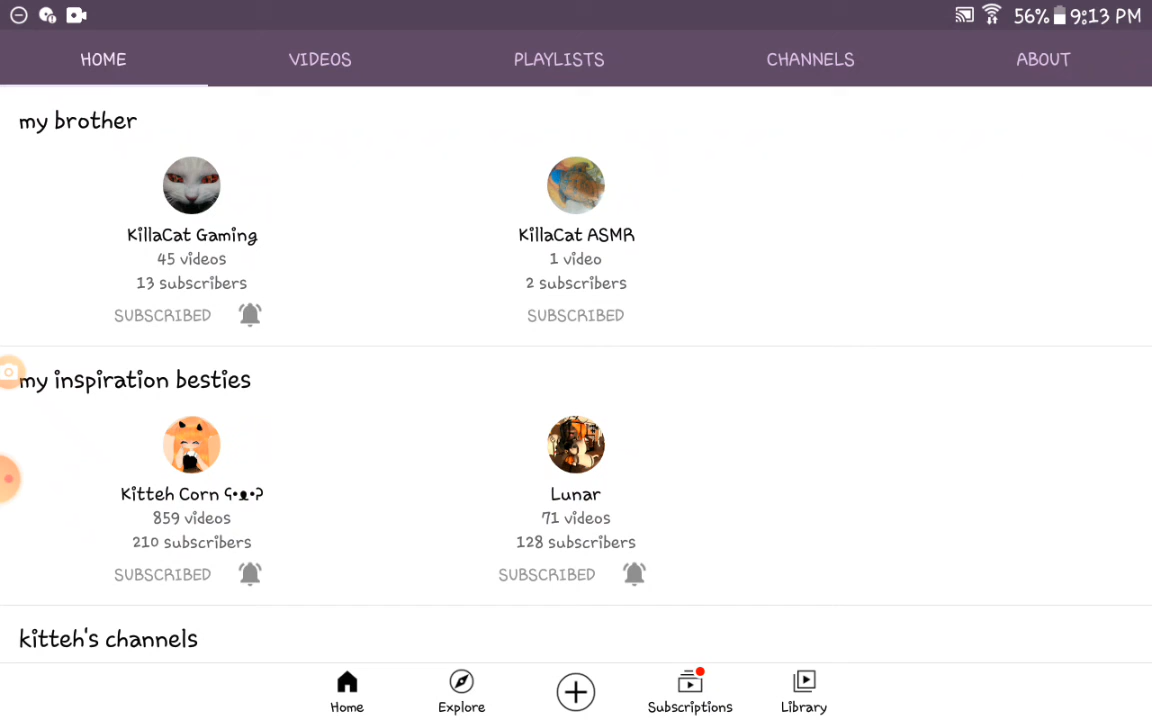 56% 9:13 PM
HOME VIDEOS PLAYLISTS CHANNELS ABOUT
my brother
KillaCat Gaming KillaCat ASMR
45 videos 1 video
13 subscribers 2 subscribers
SUBSCRIBED SUBSCRIBED
my inspiration besties
Kitteh Corn ʕ•ᴥ•ʔ Lunar
859 videos 71 videos
210 subscribers 128 subscribers
SUBSCRIBED SUBSCRIBED
kitteh's channels
Home Explore Subscriptions Library